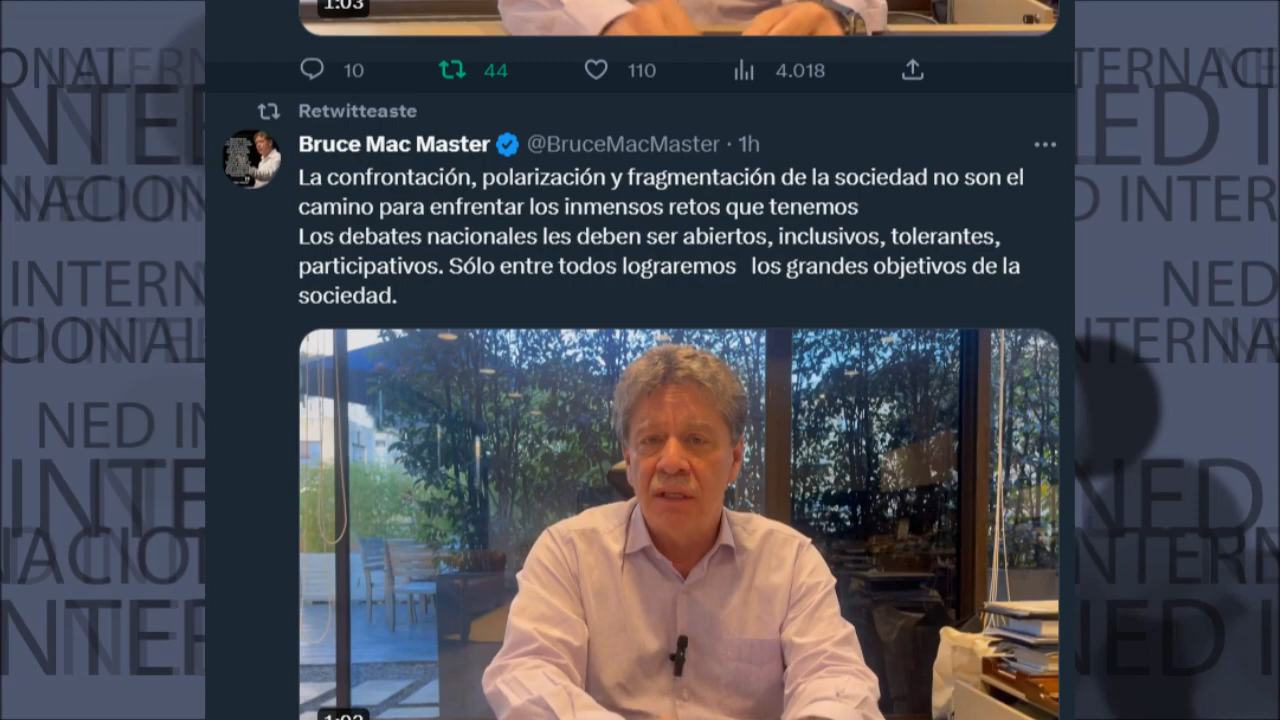 1:03
10 44 110 4.018
Retwitteaste
Bruce Mac Master @BruceMacMaster · 1h
La confrontación, polarización y fragmentación de la sociedad no son el
camino para enfrentar los inmensos retos que tenemos
Los debates nacionales les deben ser abiertos, inclusivos, tolerantes,
participativos. Sólo entre todos lograremos los grandes objetivos de la
sociedad.